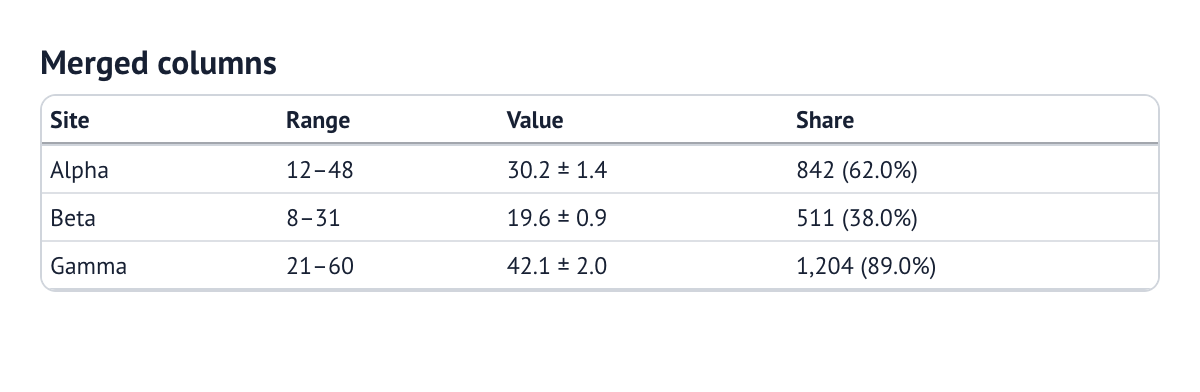 Merged columns
Site Range Value Share
Alpha 12–48 30.2 ± 1.4 842 (62.0%)
Beta 8–31 19.6 ± 0.9 511 (38.0%)
Gamma 21–60 42.1 ± 2.0 1,204 (89.0%)